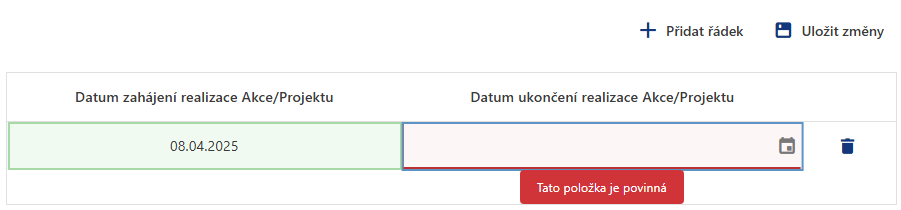 Přidat řádek Uložit změny
Datum zahájení realizace Akce/Projektu Datum ukončení realizace Akce/Projektu
08.04.2025
Tato položka je povinná